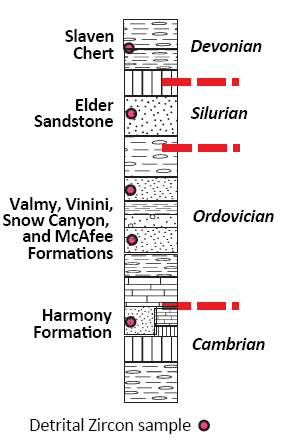 Slaven
Chert
Devonian
Elder
Sandstone
Silurian
Valmy, Vinini,
Snow Canyon,
and McAfee
Formations
Ordovician
Harmony
Formation
Cambrian
Detrital Zircon sample